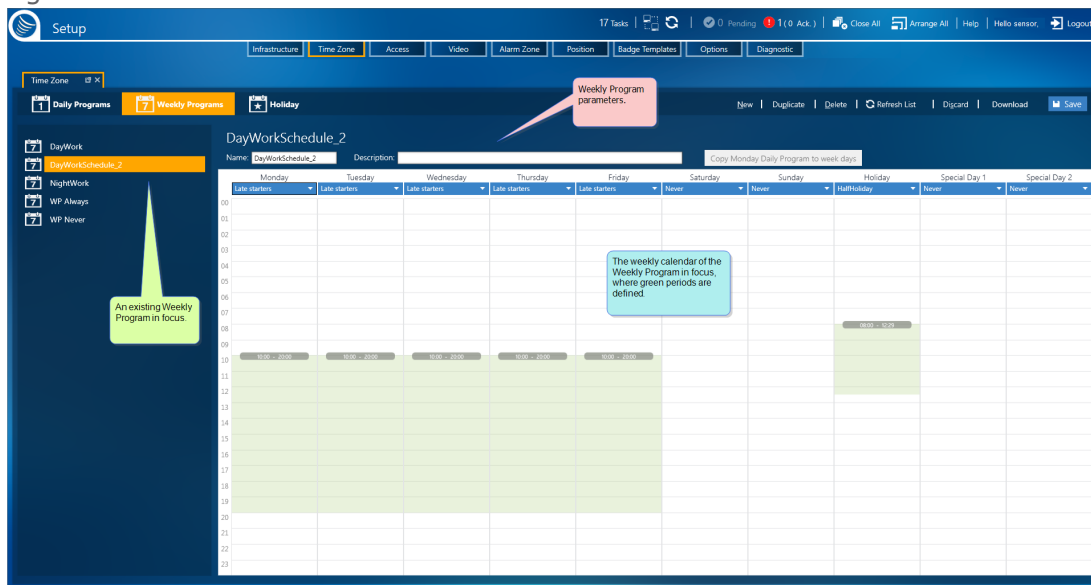 Setup
17 Tasks
0 Pending
1 ( 0 Ack. )
Close All
Arrange All
Help
Hello sensor,
Logout
Infrastructure
Time Zone
Access
Video
Alarm Zone
Position
Badge Templates
Options
Diagnostic
Time Zone
1 Daily Programs
7 Weekly Programs
Holiday
New
Duplicate
Delete
Refresh List
Discard
Download
Save
Weekly Program
parameters.
7 DayWork
7 DayWorkSchedule_2
7 NightWork
7 WP Always
7 WP Never
An existing Weekly
Program in focus.
DayWorkSchedule_2
Name: DayWorkSchedule_2 Description:
Copy Monday Daily Program to week days
Monday Tuesday Wednesday Thursday Friday Saturday Sunday Holiday Special Day 1 Special Day 2
Late starters Late starters Late starters Late starters Late starters Never Never HalfHoliday Never Never
00
01
02
03
04
05
06
07
08
09
10
11
12
13
14
15
16
17
18
19
20
21
22
23
The weekly calendar of the
Weekly Program in focus,
where green periods are
defined.
08:00 - 12:29
10:00 - 20:00 10:00 - 20:00 10:00 - 20:00 10:00 - 20:00 10:00 - 20:00